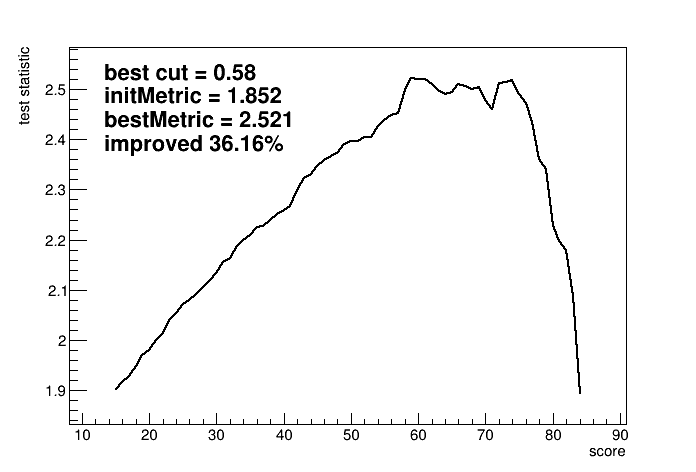 test statistic
best cut = 0.58
initMetric = 1.852
bestMetric = 2.521
improved 36.16%
2.5
2.4
2.3
2.2
2.1
2
1.9
10 20 30 40 50 60 70 80 90
score